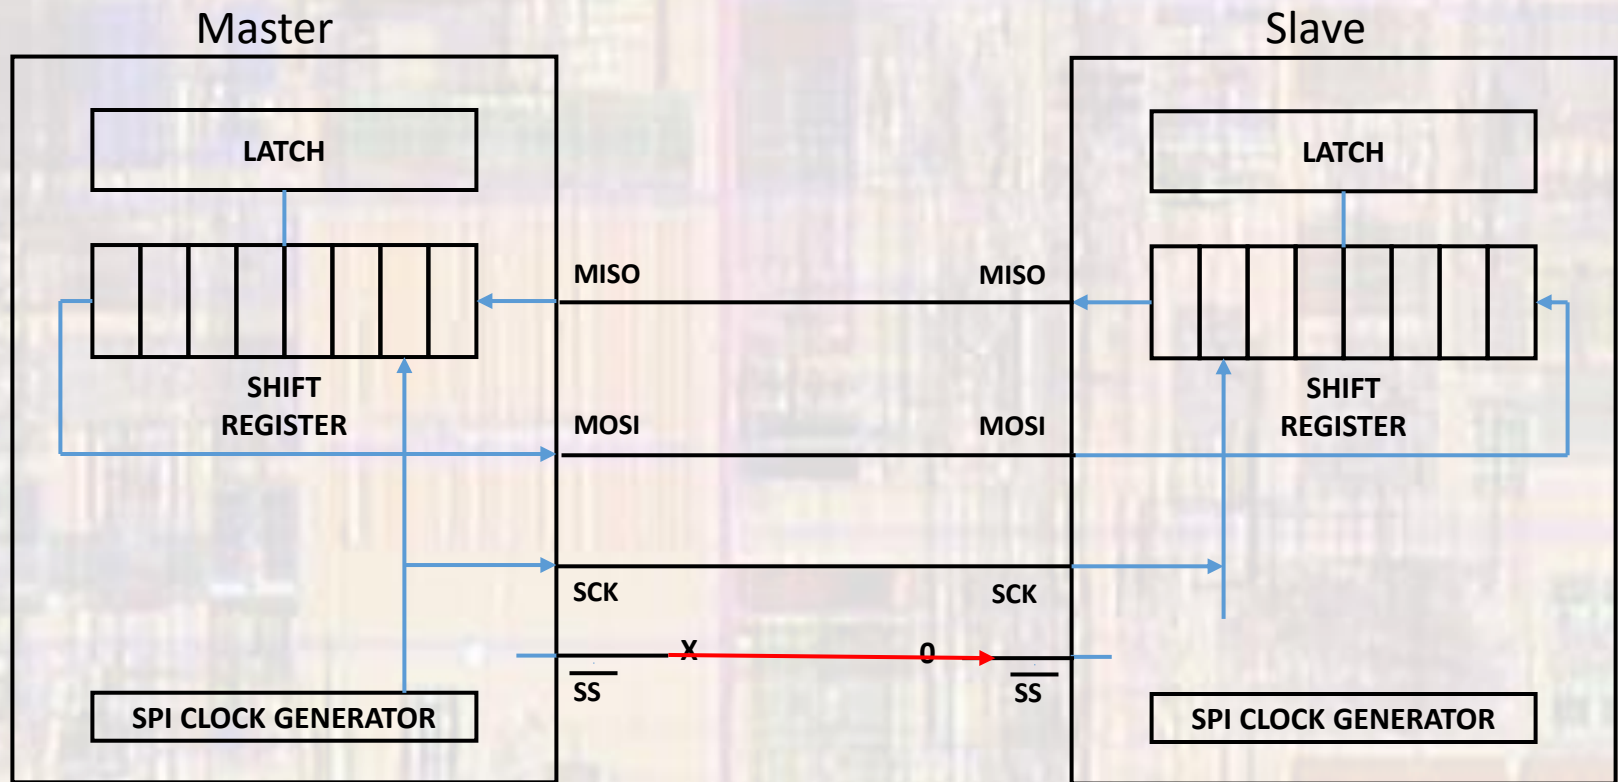 Master
Slave
LATCH
LATCH
MISO
MISO
SHIFT
REGISTER
SHIFT
REGISTER
MOSI
MOSI
SCK
SCK
X
0
SS
SS
SPI CLOCK GENERATOR
SPI CLOCK GENERATOR